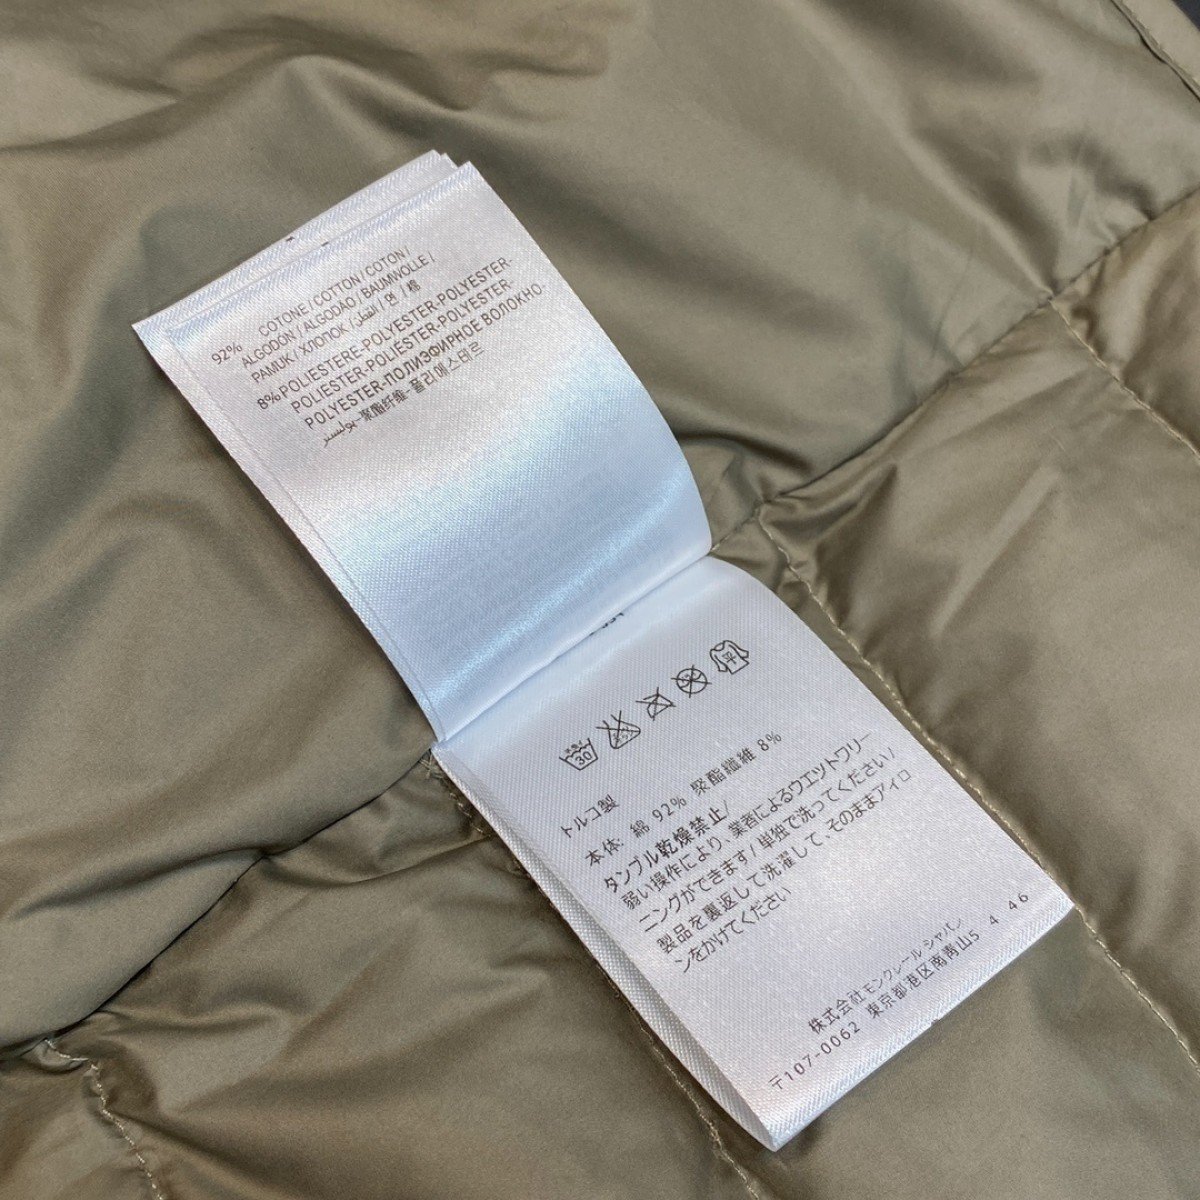 92% COTONE / COTTON / COTON /
ALGODÓN / ALGODÃO / BAUMWOLLE /
PAMUK / ХЛОПОК / القطن / 면 / 棉
8% POLIESTERE-POLYESTER-POLYESTER-
POLIÉSTER-POLIÉSTER-POLYESTER-
POLYESTER-ПОЛИЭФИРНОЕ ВОЛОКНО-
بوليستر-聚酯纤维-폴리에스테르
30
平
トルコ製
本体: 綿 92% 聚酯繊維 8%
タンブル乾燥禁止/
弱い操作により、業者によるウエットクリー
ニングができます/ 単独で洗ってください/
製品を裏返して洗濯して、そのままアイロ
ンをかけてください
株式会社 モンクレール ジャパン
〒107-0062 東京都港区南青山5 4 46